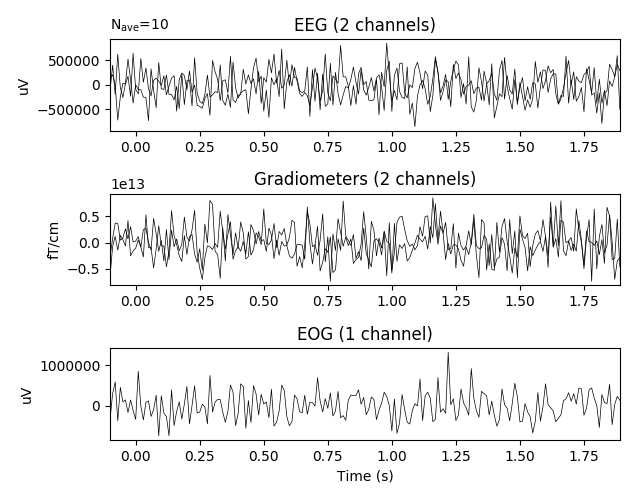 N_ave=10
EEG (2 channels)
uV
500000
0
−500000
0.00 0.25 0.50 0.75 1.00 1.25 1.50 1.75
1e13
Gradiometers (2 channels)
fT/cm
0.5
0.0
−0.5
0.00 0.25 0.50 0.75 1.00 1.25 1.50 1.75
EOG (1 channel)
uV
1000000
0
0.00 0.25 0.50 0.75 1.00 1.25 1.50 1.75
Time (s)